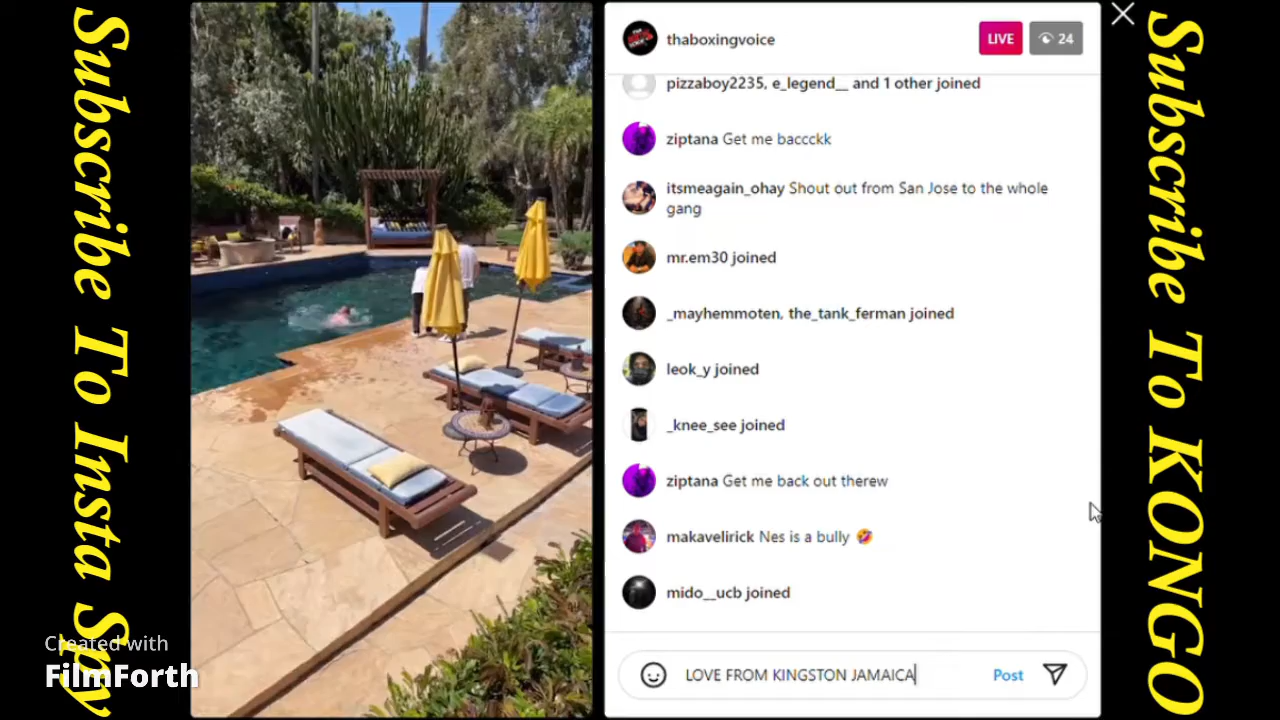 Subscribe To Insta Spy
thaboxingvoice
LIVE
24
pizzaboy2235, e_legend__ and 1 other joined
ziptana Get me baccckk
itsmeagain_ohay Shout out from San Jose to the whole
gang
mr.em30 joined
_mayhemmoten, the_tank_ferman joined
leok_y joined
_knee_see joined
ziptana Get me back out therew
makavelirick Nes is a bully 🤣
mido__ucb joined
LOVE FROM KINGSTON JAMAICA
Post
Subscribe To KONGO
Created with
FilmForth